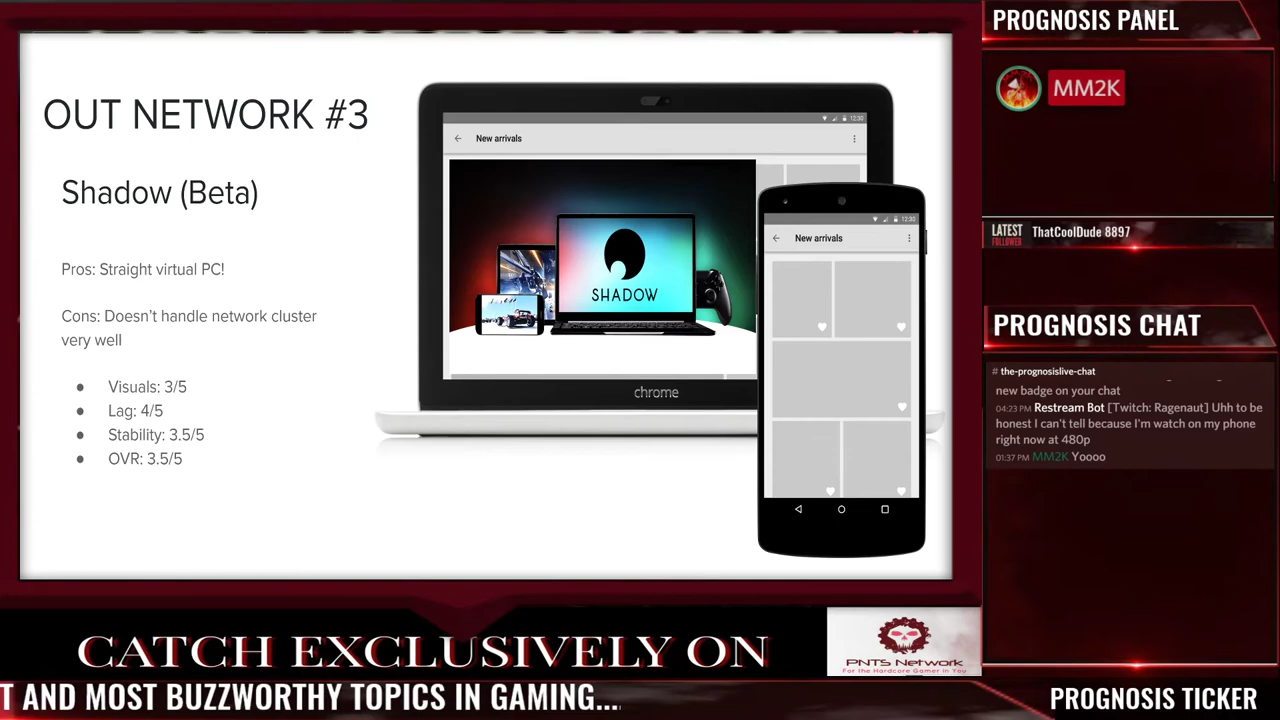 PROGNOSIS PANEL
MM2K
OUT NETWORK #3
Shadow (Beta)
Pros: Straight virtual PC!
Cons: Doesn't handle network cluster
very well
● Visuals: 3/5
● Lag: 4/5
● Stability: 3.5/5
● OVR: 3.5/5
12:30
New arrivals
SHADOW
chrome
12:30
New arrivals
LATEST
FOLLOWER
ThatCoolDude 8897
PROGNOSIS CHAT
# the-prognosislive-chat
new badge on your chat
04:23 PM Restream Bot [Twitch: Ragenaut] Uhh to be
honest I can't tell because I'm watch on my phone
right now at 480p
01:37 PM MM2K Yoooo
CATCH EXCLUSIVELY ON
PNTS Network
For the Hardcore Gamer in You
T AND MOST BUZZWORTHY TOPICS IN GAMING...
PROGNOSIS TICKER